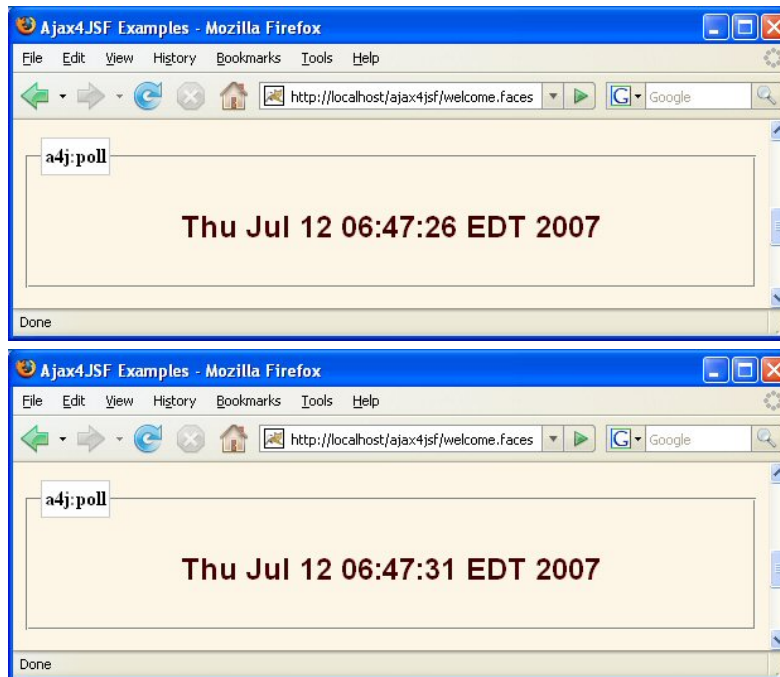 Ajax4JSF Examples - Mozilla Firefox
File Edit View History Bookmarks Tools Help
http://localhost/ajax4jsf/welcome.faces G Google
a4j:poll
Thu Jul 12 06:47:26 EDT 2007
Done
Ajax4JSF Examples - Mozilla Firefox
File Edit View History Bookmarks Tools Help
http://localhost/ajax4jsf/welcome.faces G Google
a4j:poll
Thu Jul 12 06:47:31 EDT 2007
Done